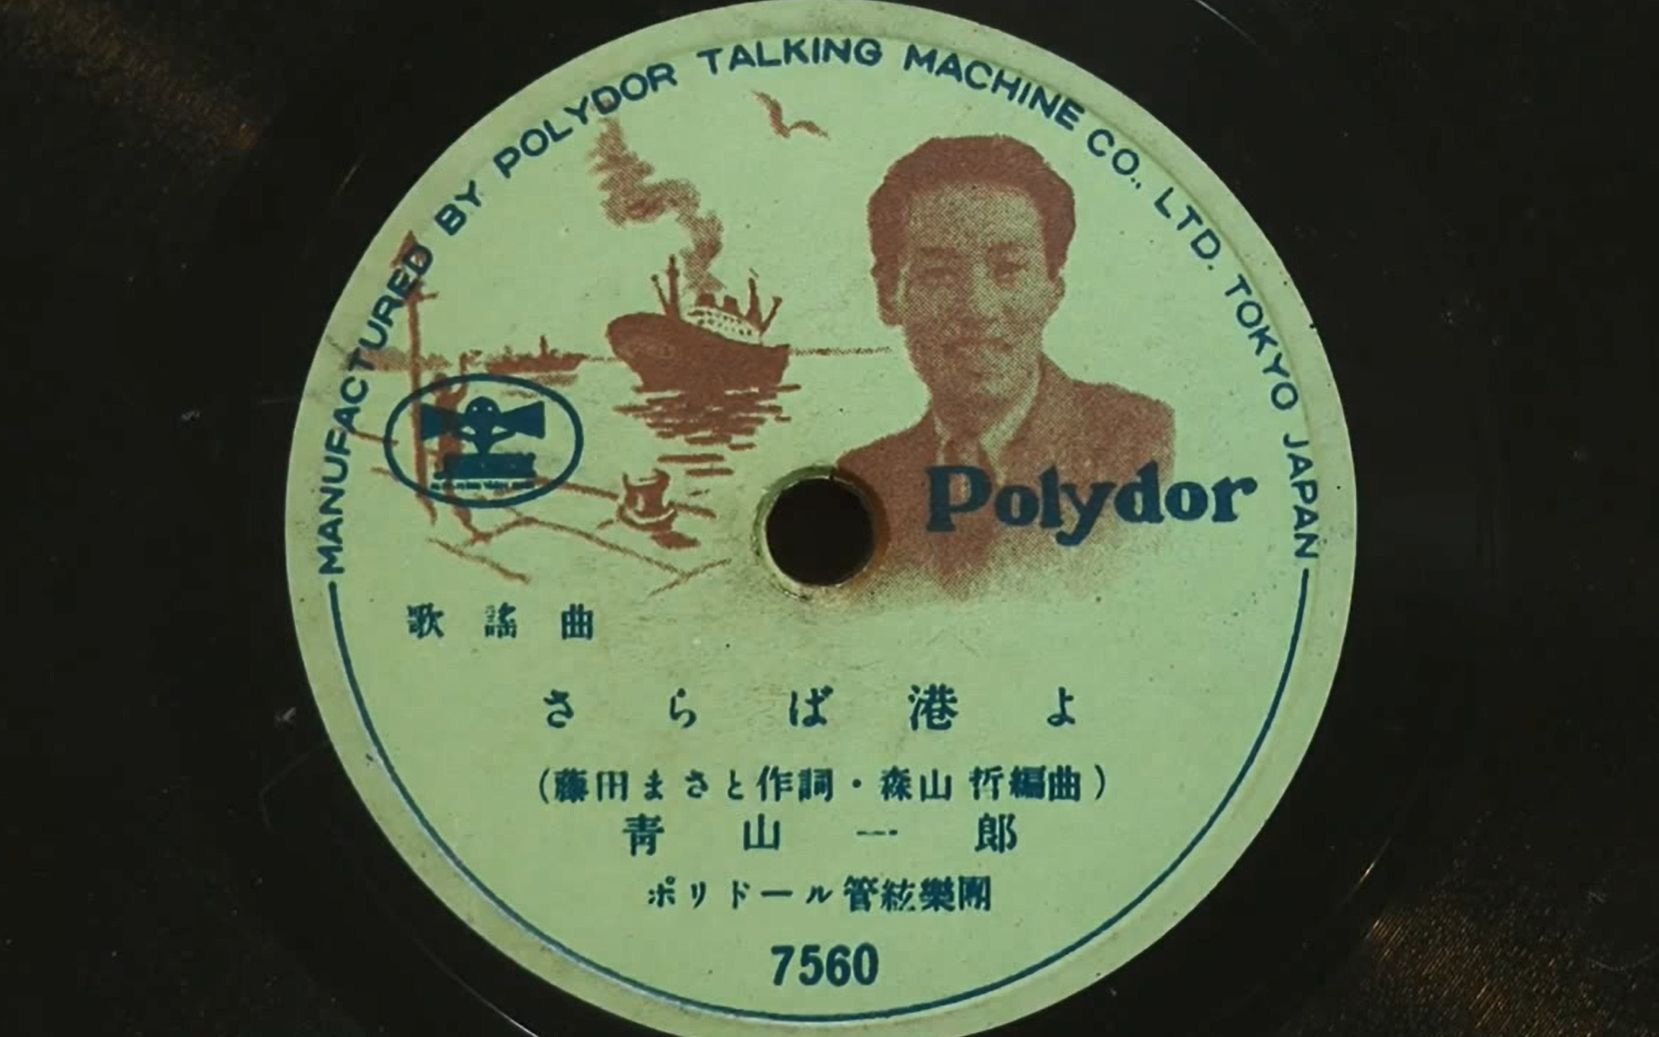 MANUFACTURED BY POLYDOR TALKING MACHINE CO., LTD. TOKYO JAPAN
Polydor
歌謡曲
さらば港よ
(藤田まさと作詞・森山哲編曲)
青山一郎
ポリドール管絃樂團
7560